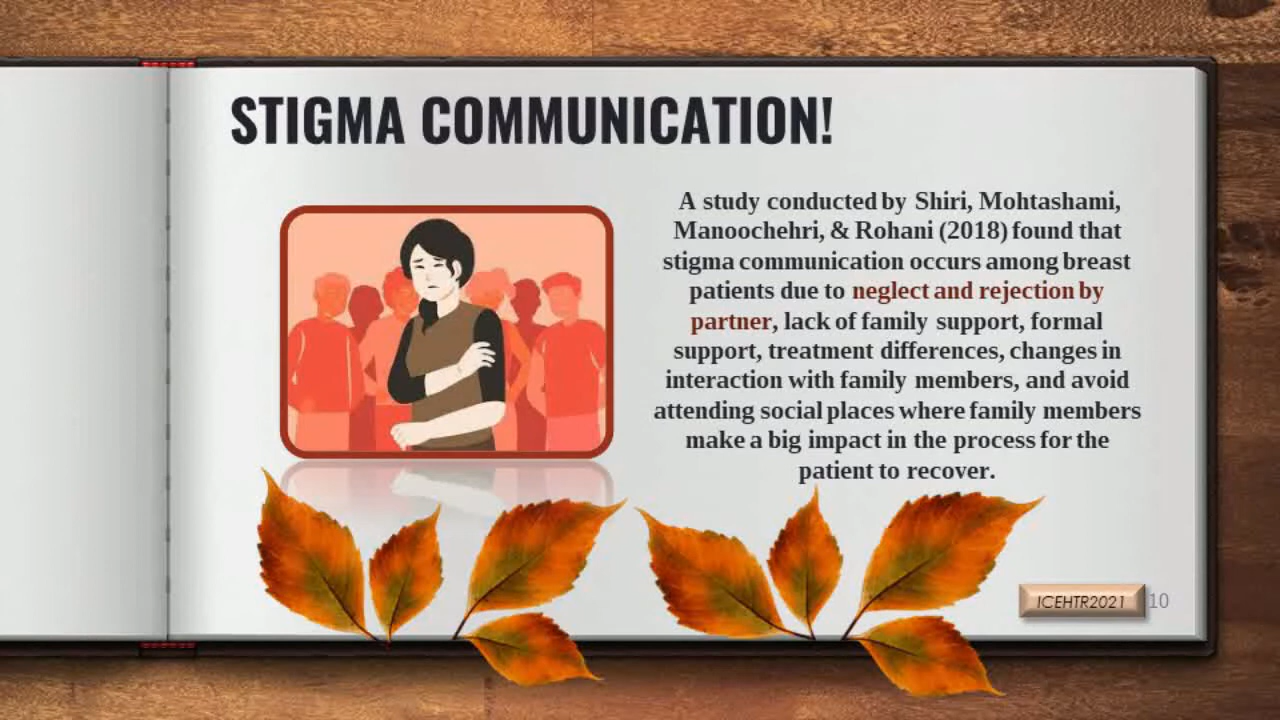 STIGMA COMMUNICATION!
A study conducted by Shiri, Mohtashami,
Manoochehri, & Rohani (2018) found that
stigma communication occurs among breast
patients due to neglect and rejection by
partner, lack of family support, formal
support, treatment differences, changes in
interaction with family members, and avoid
attending social places where family members
make a big impact in the process for the
patient to recover.
ICEHTR2021 10